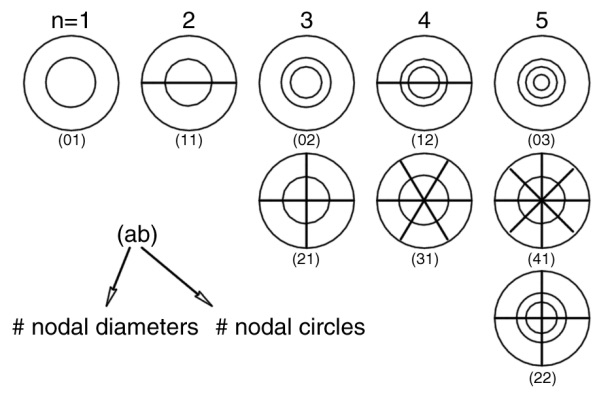 n=1 2 3 4 5
(01) (11) (02) (12) (03)
(21) (31) (41)
(ab)
# nodal diameters # nodal circles
(22)